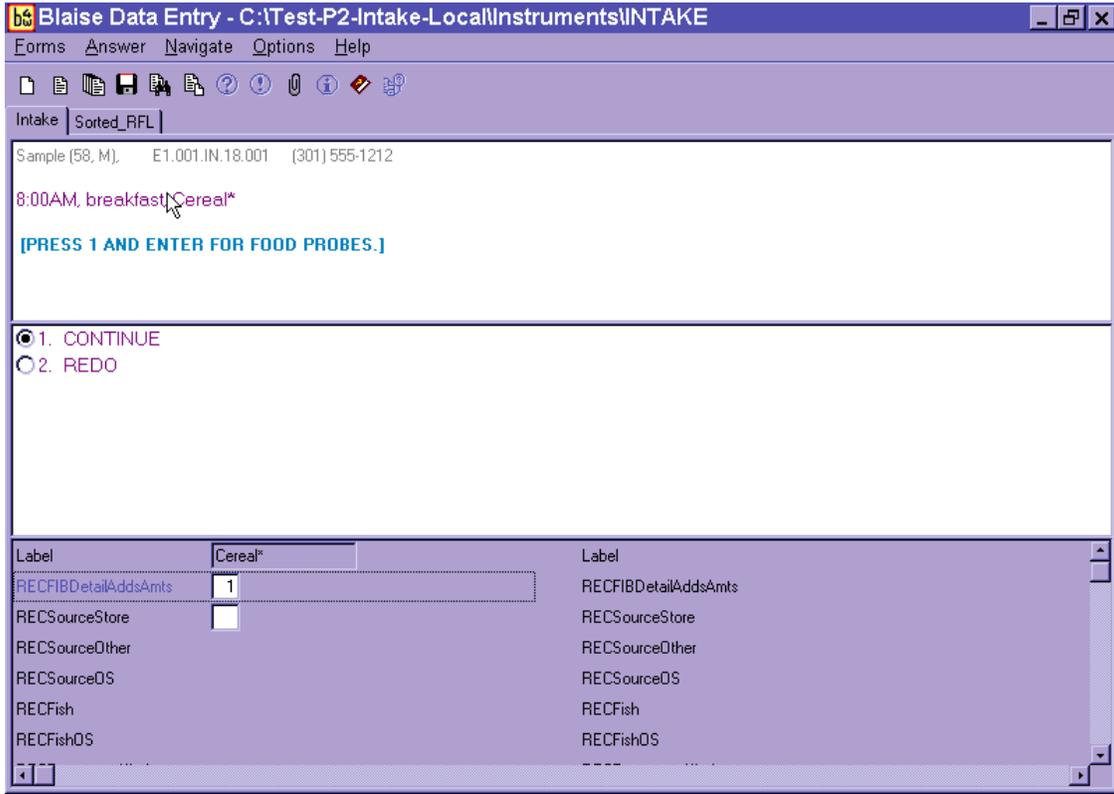 Blaise Data Entry - C:\Test-P2-Intake-Local\Instruments\INTAKE
Forms Answer Navigate Options Help
Intake Sorted_RFL
Sample (58, M), E1.001.IN.18.001 (301) 555-1212
8:00AM, breakfast, Cereal*
[PRESS 1 AND ENTER FOR FOOD PROBES.]
1. CONTINUE
2. REDO
Label Cereal* Label
RECFIBDetailAddsAmts 1 RECFIBDetailAddsAmts
RECSourceStore RECSourceStore
RECSourceOther RECSourceOther
RECSourceOS RECSourceOS
RECFish RECFish
RECFishOS RECFishOS